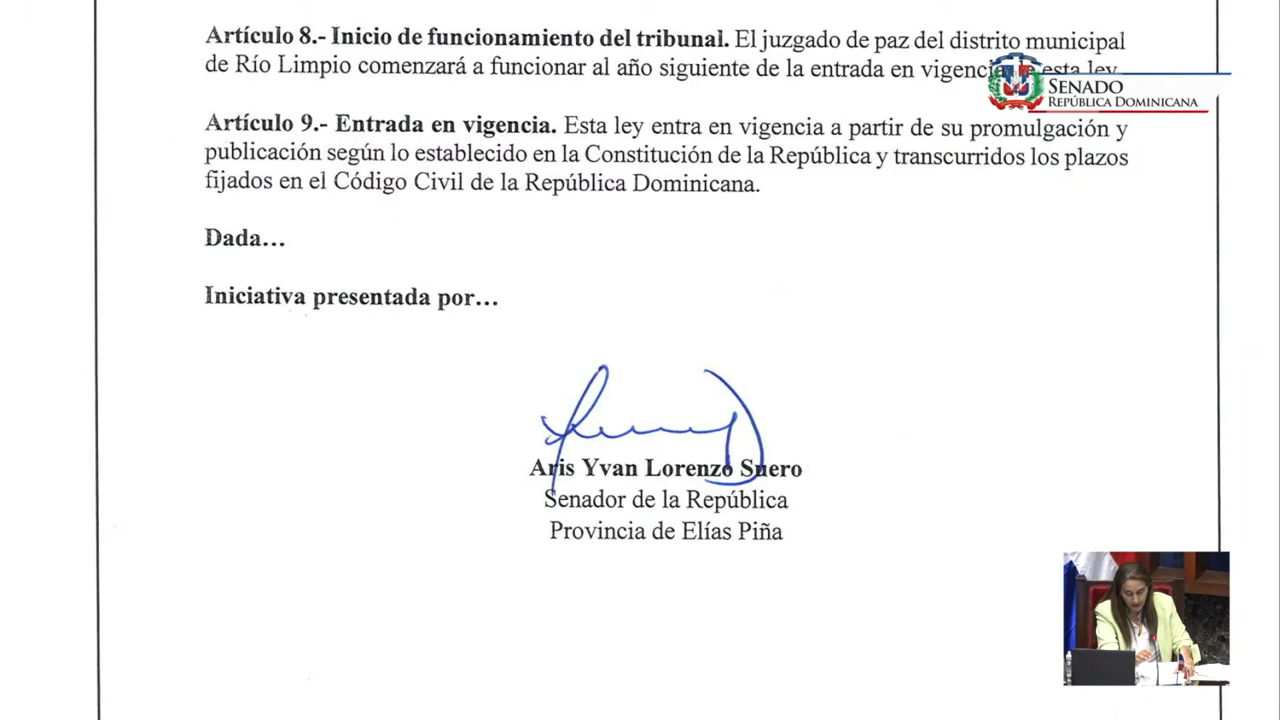 Artículo 8.- Inicio de funcionamiento del tribunal. El juzgado de paz del distrito municipal
de Río Limpio comenzará a funcionar al año siguiente de la entrada en vigencia de esta ley.
SENADO
REPÚBLICA DOMINICANA
Artículo 9.- Entrada en vigencia. Esta ley entra en vigencia a partir de su promulgación y
publicación según lo establecido en la Constitución de la República y transcurridos los plazos
fijados en el Código Civil de la República Dominicana.
Dada...
Iniciativa presentada por...
Aris Yvan Lorenzo Suero
Senador de la República
Provincia de Elías Piña